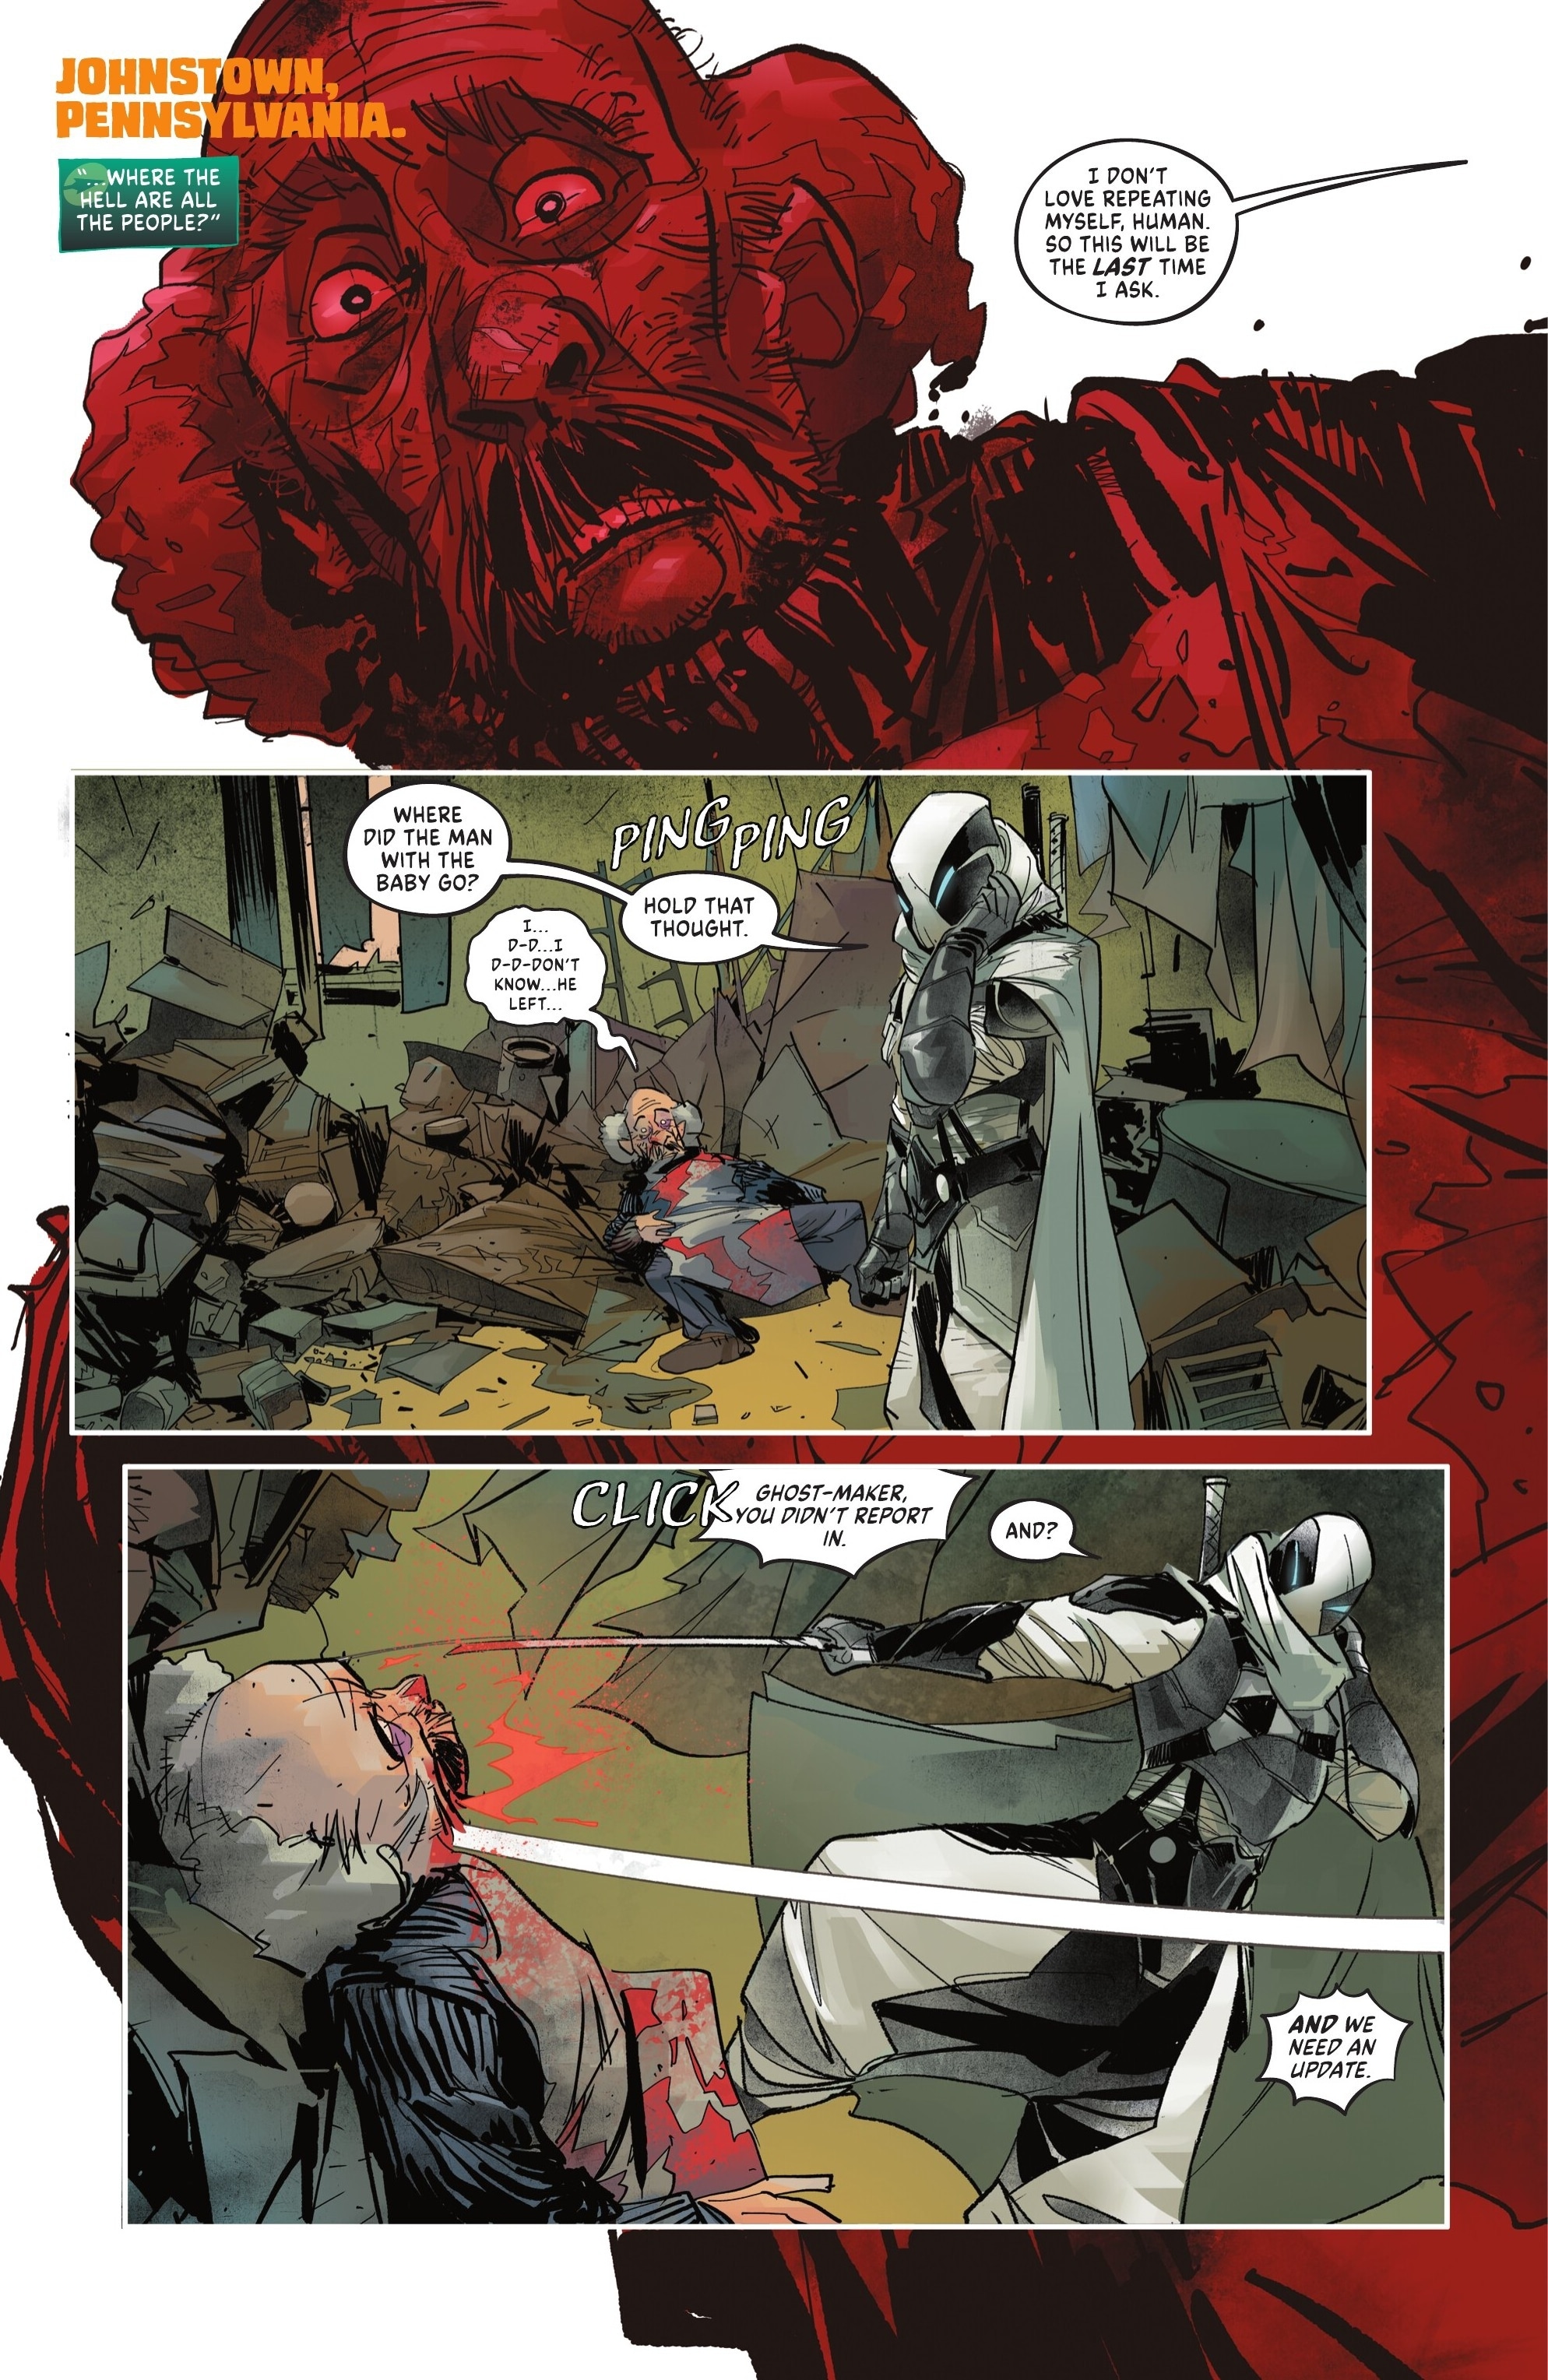 JOHNSTOWN,
PENNSYLVANIA.
"...WHERE THE
HELL ARE ALL
THE PEOPLE?"
I DON'T
LOVE REPEATING
MYSELF, HUMAN.
SO THIS WILL BE
THE LAST TIME
I ASK.
WHERE
DID THE MAN
WITH THE
BABY GO?
PING PING
HOLD THAT
THOUGHT.
I...
D-D...I
D-D-DON'T
KNOW...HE
LEFT...
CLICK
GHOST-MAKER,
YOU DIDN'T REPORT
IN.
AND?
AND WE
NEED AN
UPDATE.